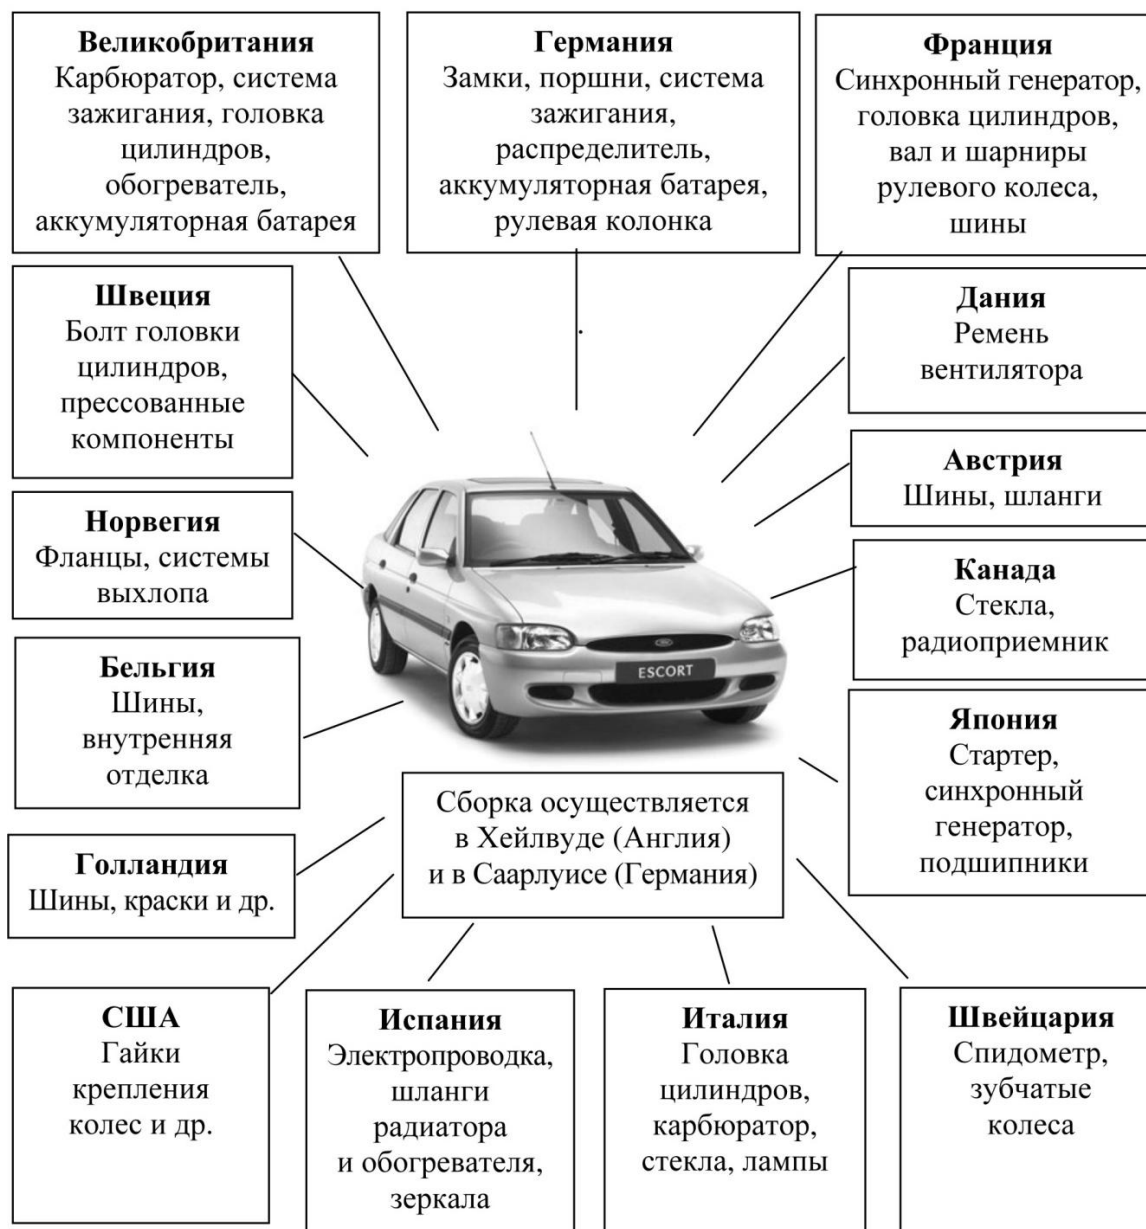 Великобритания
Карбюратор, система
зажигания, головка
цилиндров,
обогреватель,
аккумуляторная батарея
Германия
Замки, поршни, система
зажигания,
распределитель,
аккумуляторная батарея,
рулевая колонка
Франция
Синхронный генератор,
головка цилиндров,
вал и шарниры
рулевого колеса,
шины
Швеция
Болт головки
цилиндров,
прессованные
компоненты
Дания
Ремень
вентилятора
Австрия
Шины, шланги
Норвегия
Фланцы, системы
выхлопа
Канада
Стекла,
радиоприемник
ESCORT
Бельгия
Шины,
внутренняя
отделка
Япония
Стартер,
синхронный
генератор,
подшипники
Сборка осуществляется
в Хейлвуде (Англия)
и в Саарлуисе (Германия)
Голландия
Шины, краски и др.
США
Гайки
крепления
колес и др.
Испания
Электропроводка,
шланги
радиатора
и обогревателя,
зеркала
Италия
Головка
цилиндров,
карбюратор,
стекла, лампы
Швейцария
Спидометр,
зубчатые
колеса